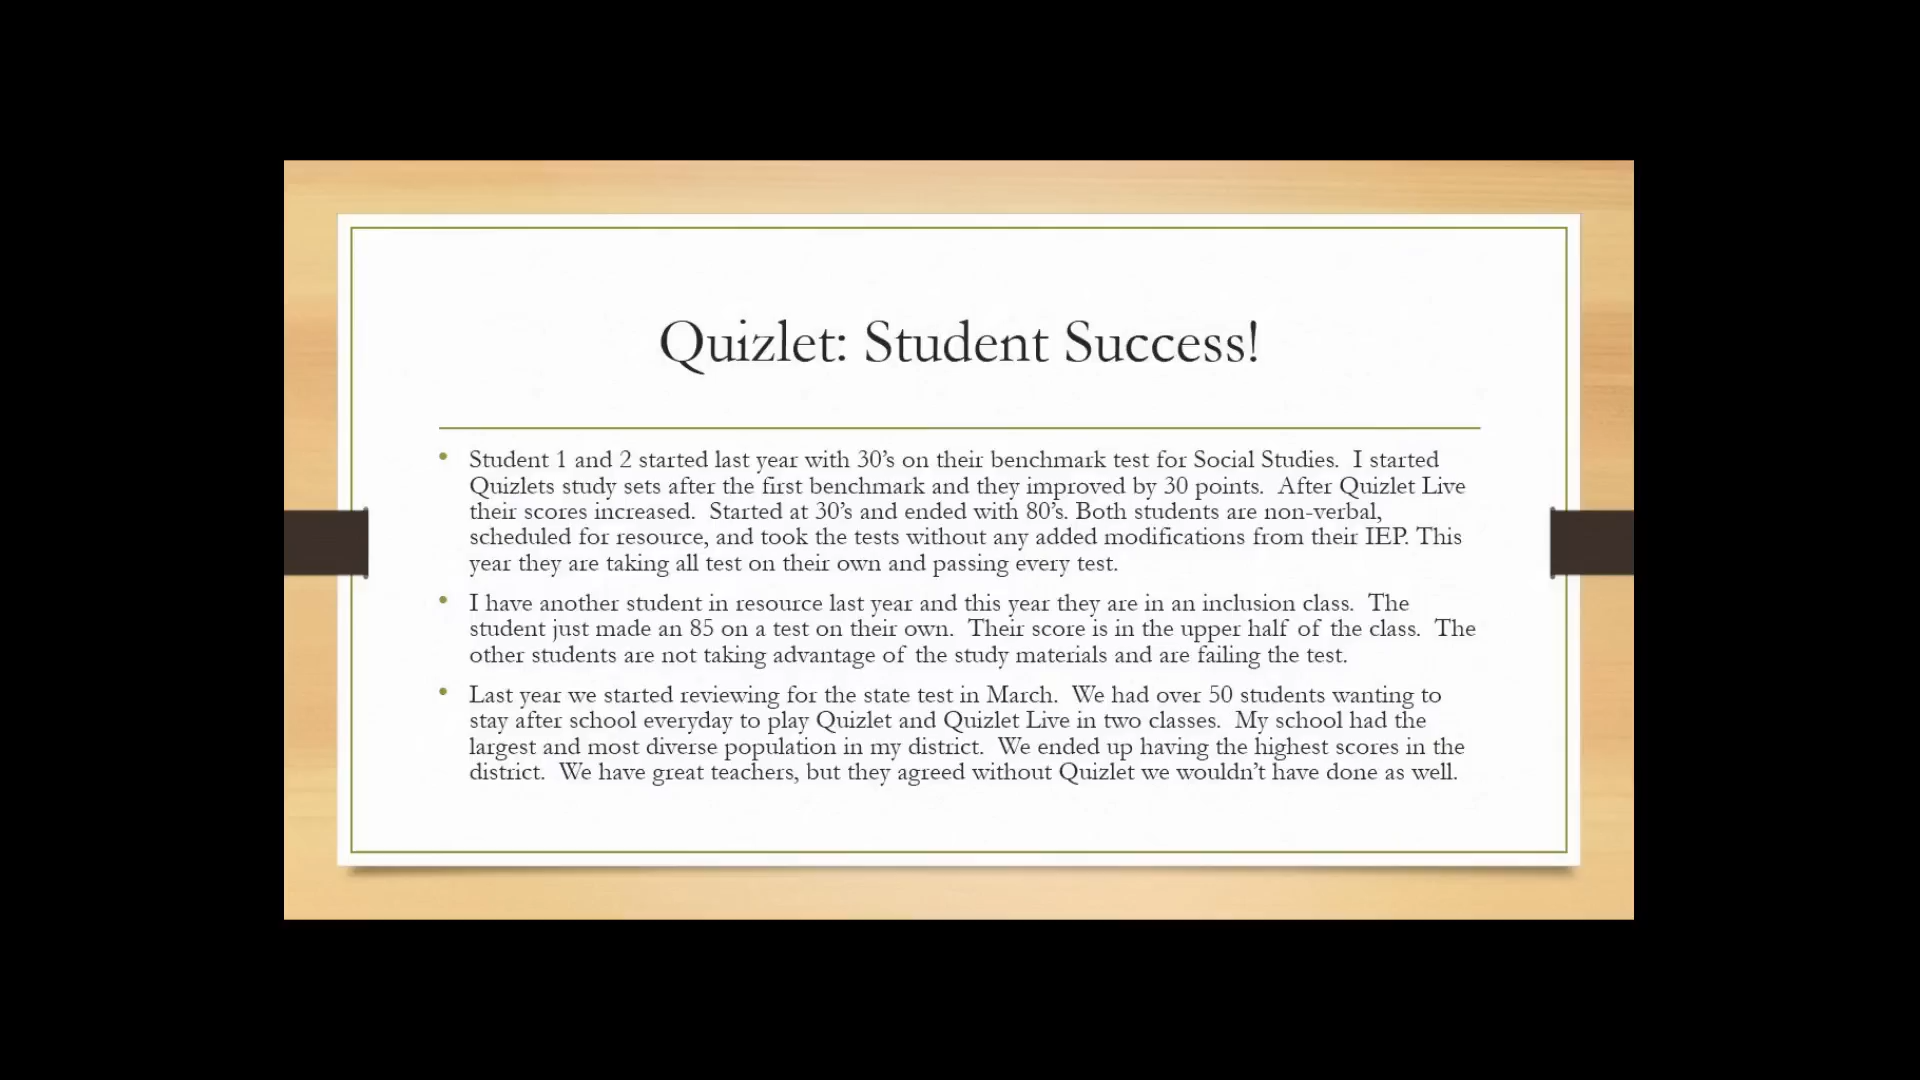 Quizlet: Student Success!
• Student 1 and 2 started last year with 30’s on their benchmark test for Social Studies.  I started
Quizlets study sets after the first benchmark and they improved by 30 points.  After Quizlet Live
their scores increased.  Started at 30’s and ended with 80’s. Both students are non-verbal,
scheduled for resource, and took the tests without any added modifications from their IEP. This
year they are taking all test on their own and passing every test.
• I have another student in resource last year and this year they are in an inclusion class.  The
student just made an 85 on a test on their own.  Their score is in the upper half of the class.  The
other students are not taking advantage of the study materials and are failing the test.
• Last year we started reviewing for the state test in March.  We had over 50 students wanting to
stay after school everyday to play Quizlet and Quizlet Live in two classes.  My school had the
largest and most diverse population in my district.  We ended up having the highest scores in the
district.  We have great teachers, but they agreed without Quizlet we wouldn’t have done as well.